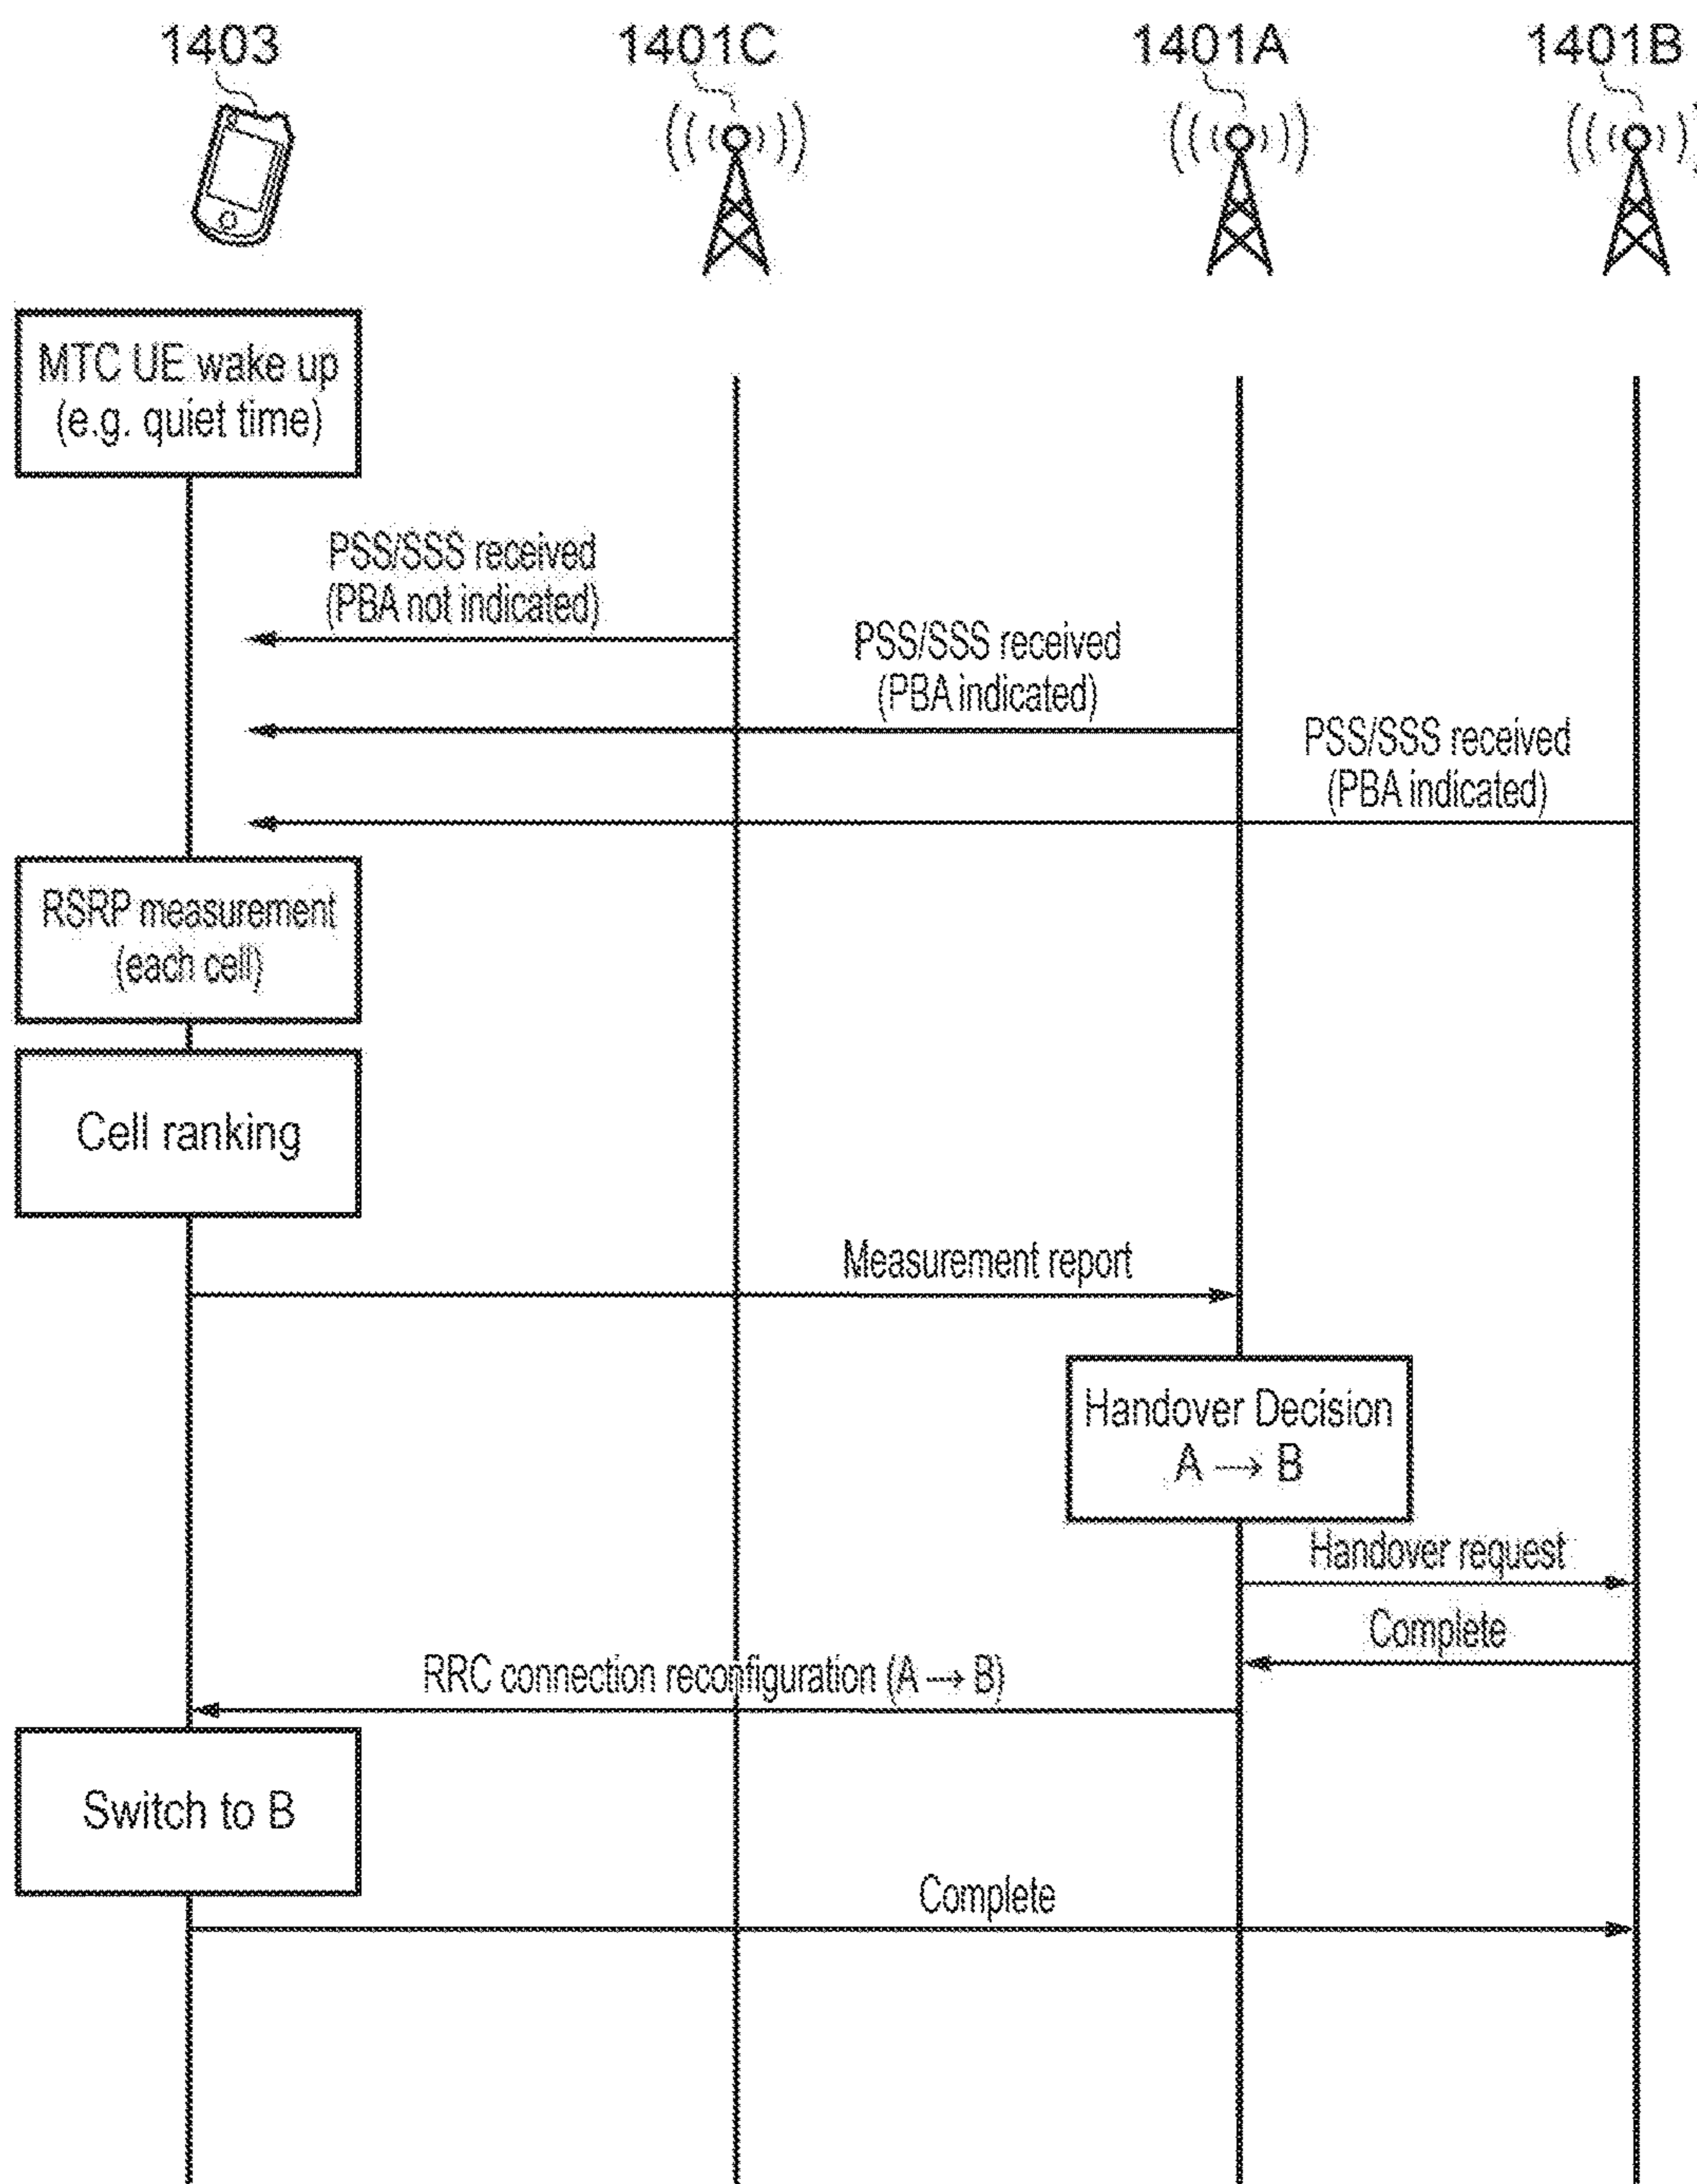 1403
1401C
1401A
1401B
MTC UE wake up
(e.g. quiet time)
PSS/SSS received
(PBA not indicated)
PSS/SSS received
(PBA indicated)
PSS/SSS received
(PBA indicated)
RSRP measurement
(each cell)
Cell ranking
Measurement report
Handover Decision
A → B
Handover request
Complete
RRC connection reconfiguration (A → B)
Switch to B
Complete